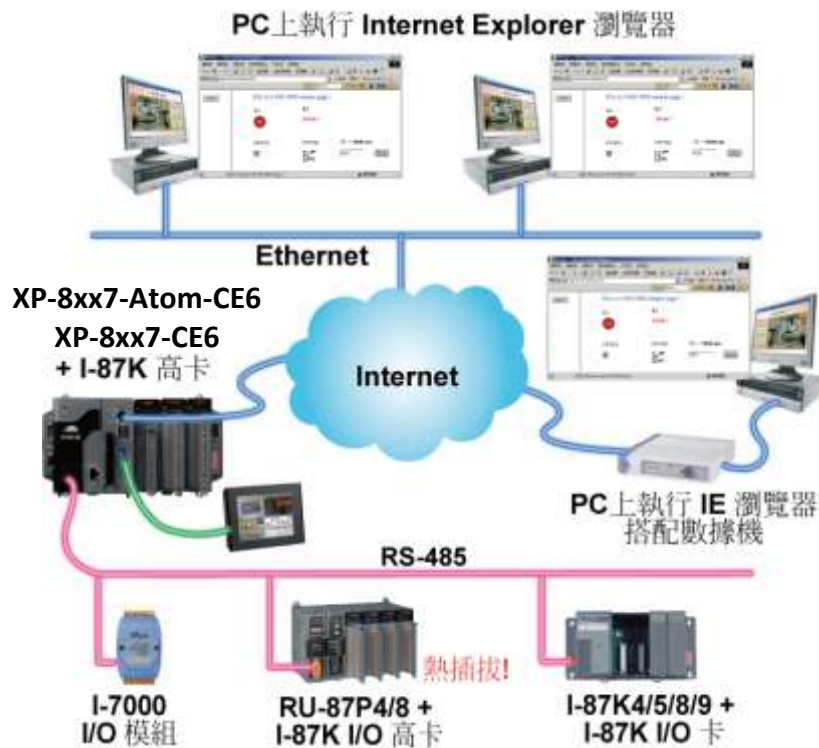 PC上執行 Internet Explorer 瀏覽器
Ethernet
XP-8xx7-Atom-CE6
XP-8xx7-CE6
+ I-87K 高卡
Internet
PC上執行 IE 瀏覽器
搭配數據機
RS-485
熱插拔!
I-7000
I/O 模組
RU-87P4/8 +
I-87K I/O 高卡
I-87K4/5/8/9 +
I-87K I/O 卡